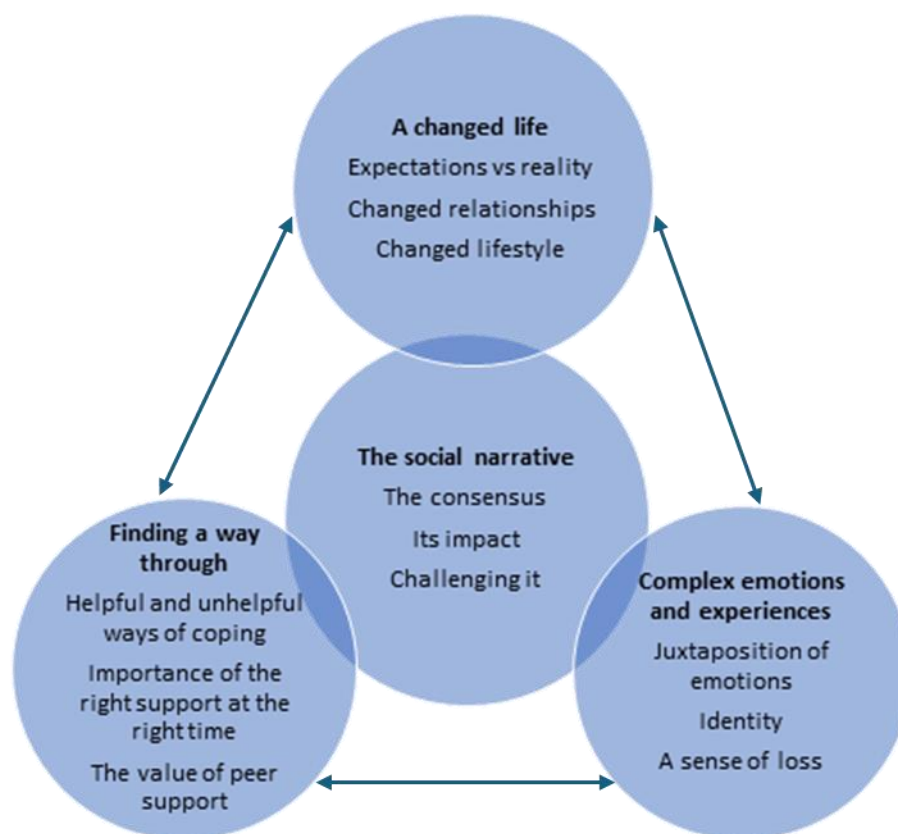 A changed life
Expectations vs reality
Changed relationships
Changed lifestyle
The social narrative
The consensus
Its impact
Challenging it
Finding a way
through
Helpful and unhelpful
ways of coping
Importance of the
right support at the
right time
The value of peer
support
Complex emotions
and experiences
Juxtaposition of
emotions
Identity
A sense of loss